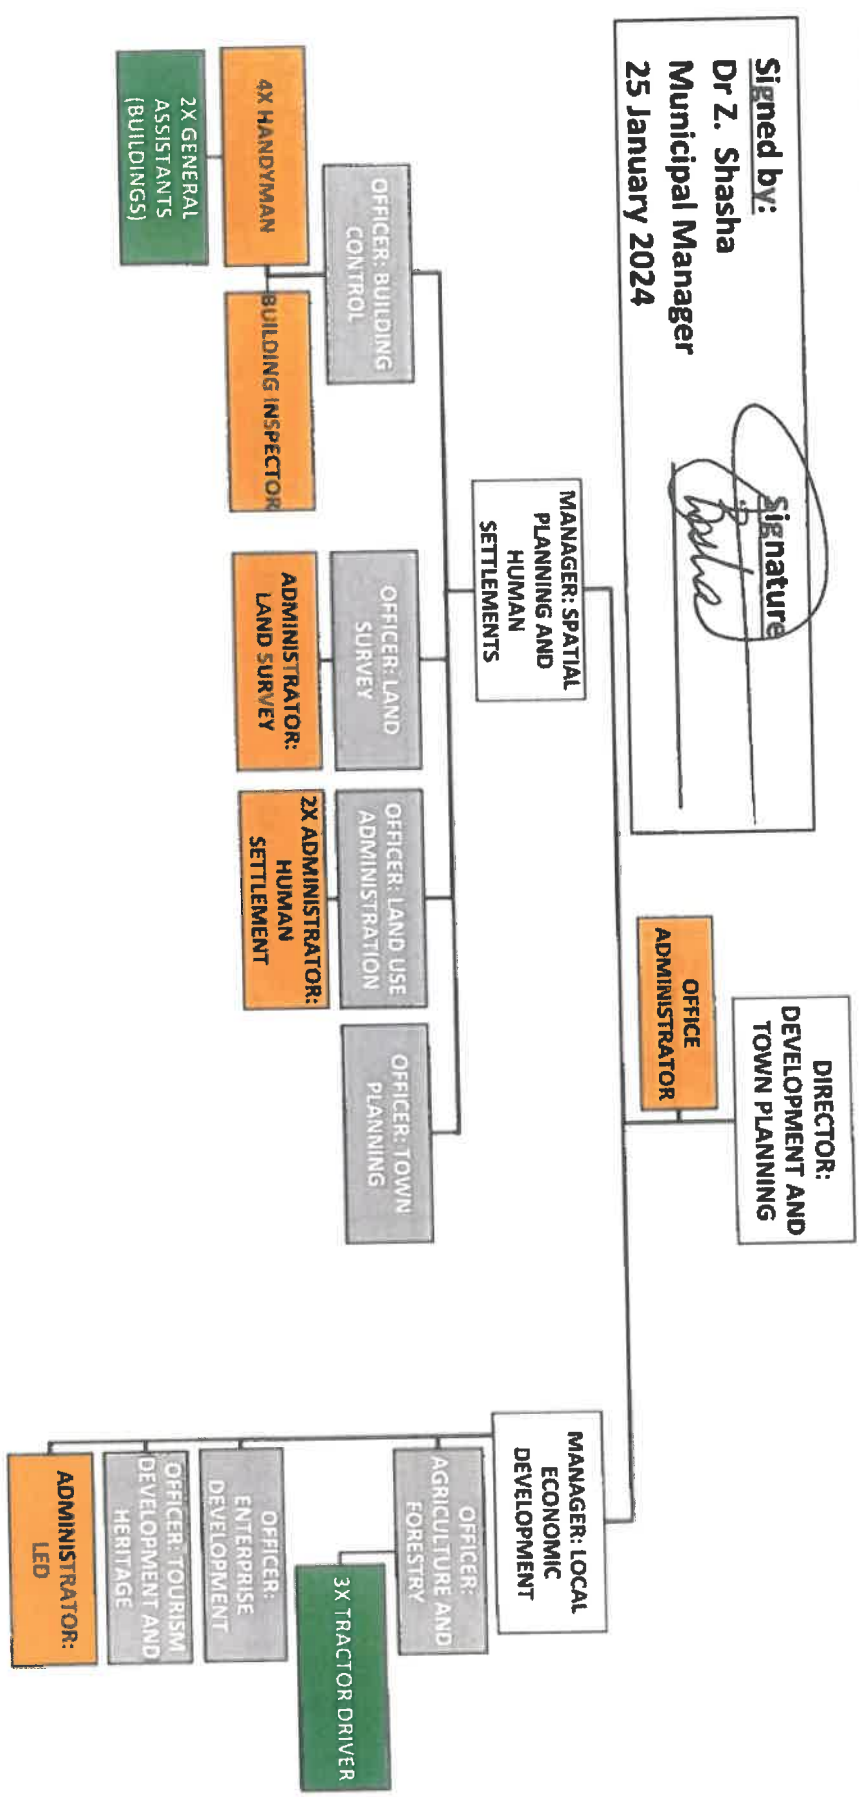 DIRECTOR:
DEVELOPMENT AND
TOWN PLANNING
OFFICE
ADMINISTRATOR
Signed by:
Dr Z. Shasha
Municipal Manager
25 January 2024
Signature
MANAGER: SPATIAL
PLANNING AND
HUMAN
SETTLEMENTS
MANAGER: LOCAL
ECONOMIC
DEVELOPMENT
OFFICER: BUILDING
CONTROL
OFFICER: LAND
SURVEY
OFFICER: LAND USE
ADMINISTRATION
OFFICER: TOWN
PLANNING
4X HANDYMAN
BUILDING INSPECTOR
ADMINISTRATOR:
LAND SURVEY
2X ADMINISTRATOR:
HUMAN
SETTLEMENT
2X GENERAL
ASSISTANTS
(BUILDINGS)
OFFICER:
AGRICULTURE AND
FORESTRY
3X TRACTOR DRIVER
OFFICER:
ENTERPRISE
DEVELOPMENT
OFFICER: TOURISM
DEVELOPMENT AND
HERITAGE
ADMINISTRATOR:
LED